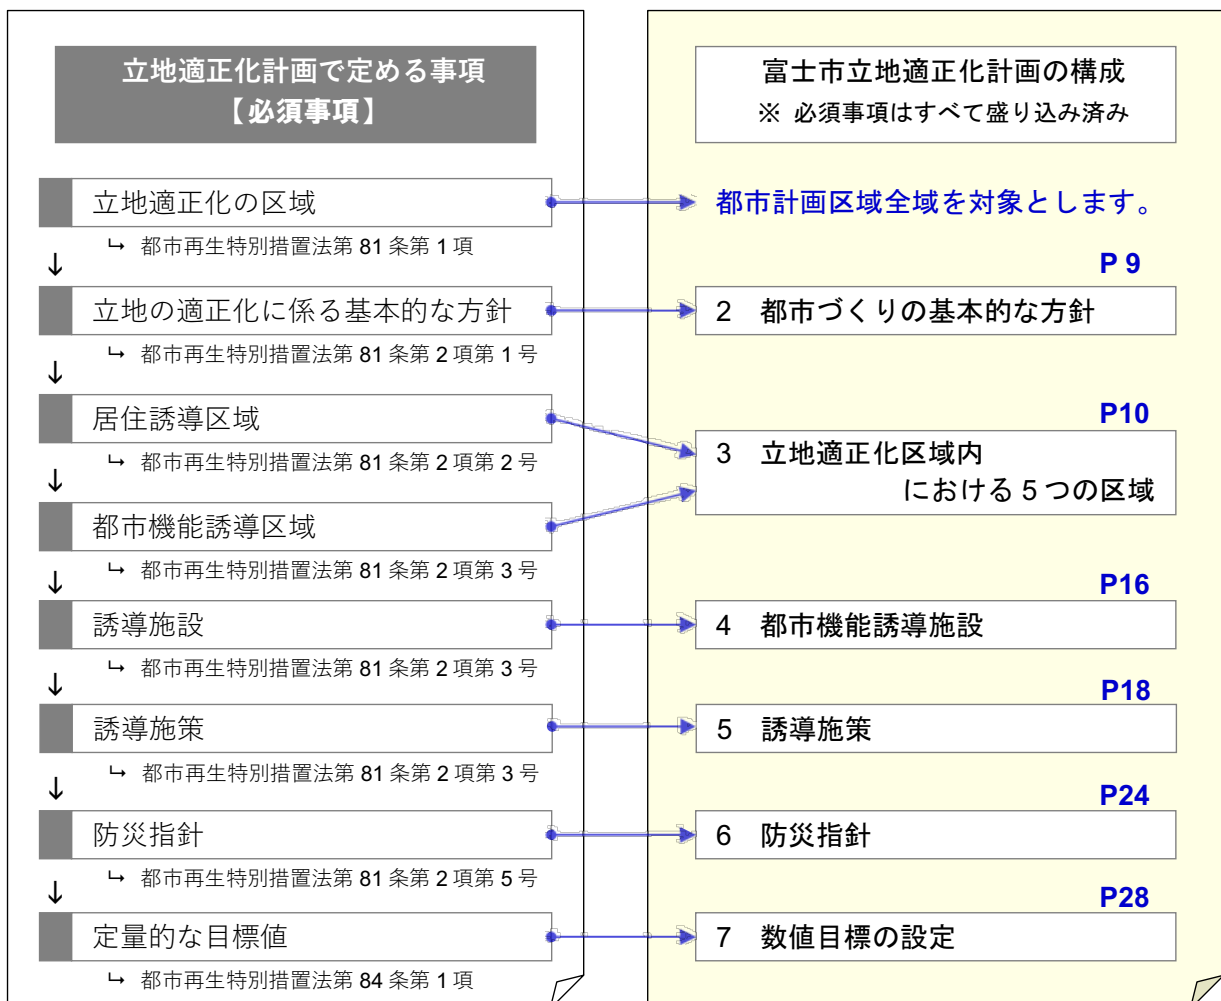 立地適正化計画で定める事項
【必須事項】
立地適正化の区域
↳ 都市再生特別措置法第 81 条第 1 項
↓
立地の適正化に係る基本的な方針
↳ 都市再生特別措置法第 81 条第 2 項第 1 号
↓
居住誘導区域
↳ 都市再生特別措置法第 81 条第 2 項第 2 号
↓
都市機能誘導区域
↳ 都市再生特別措置法第 81 条第 2 項第 3 号
↓
誘導施設
↳ 都市再生特別措置法第 81 条第 2 項第 3 号
↓
誘導施策
↳ 都市再生特別措置法第 81 条第 2 項第 3 号
↓
防災指針
↳ 都市再生特別措置法第 81 条第 2 項第 5 号
↓
定量的な目標値
↳ 都市再生特別措置法第 84 条第 1 項
富士市立地適正化計画の構成
※ 必須事項はすべて盛り込み済み
都市計画区域全域を対象とします。
P 9
2 都市づくりの基本的な方針
P10
3 立地適正化区域内
における 5 つの区域
P16
4 都市機能誘導施設
P18
5 誘導施策
P24
6 防災指針
P28
7 数値目標の設定